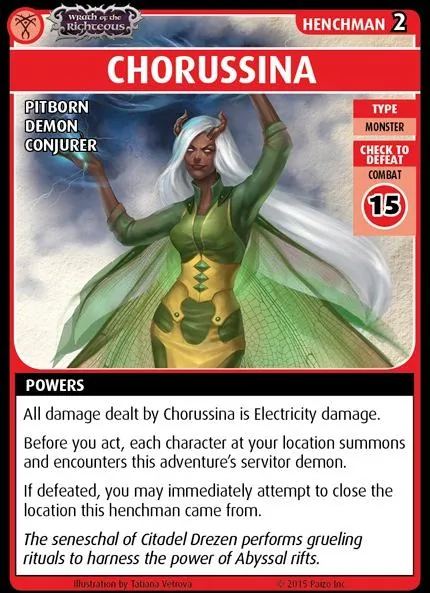 Wrath of the
Righteous
HENCHMAN 2
CHORUSSINA
PITBORN
DEMON
CONJURER
TYPE
MONSTER
CHECK TO
DEFEAT
COMBAT
15
POWERS
All damage dealt by Chorussina is Electricity damage.
Before you act, each character at your location summons
and encounters this adventure’s servitor demon.
If defeated, you may immediately attempt to close the
location this henchman came from.
The seneschal of Citadel Drezen performs grueling
rituals to harness the power of Abyssal rifts.
Illustration by Tatiana Vetrova
© 2015 Paizo Inc.